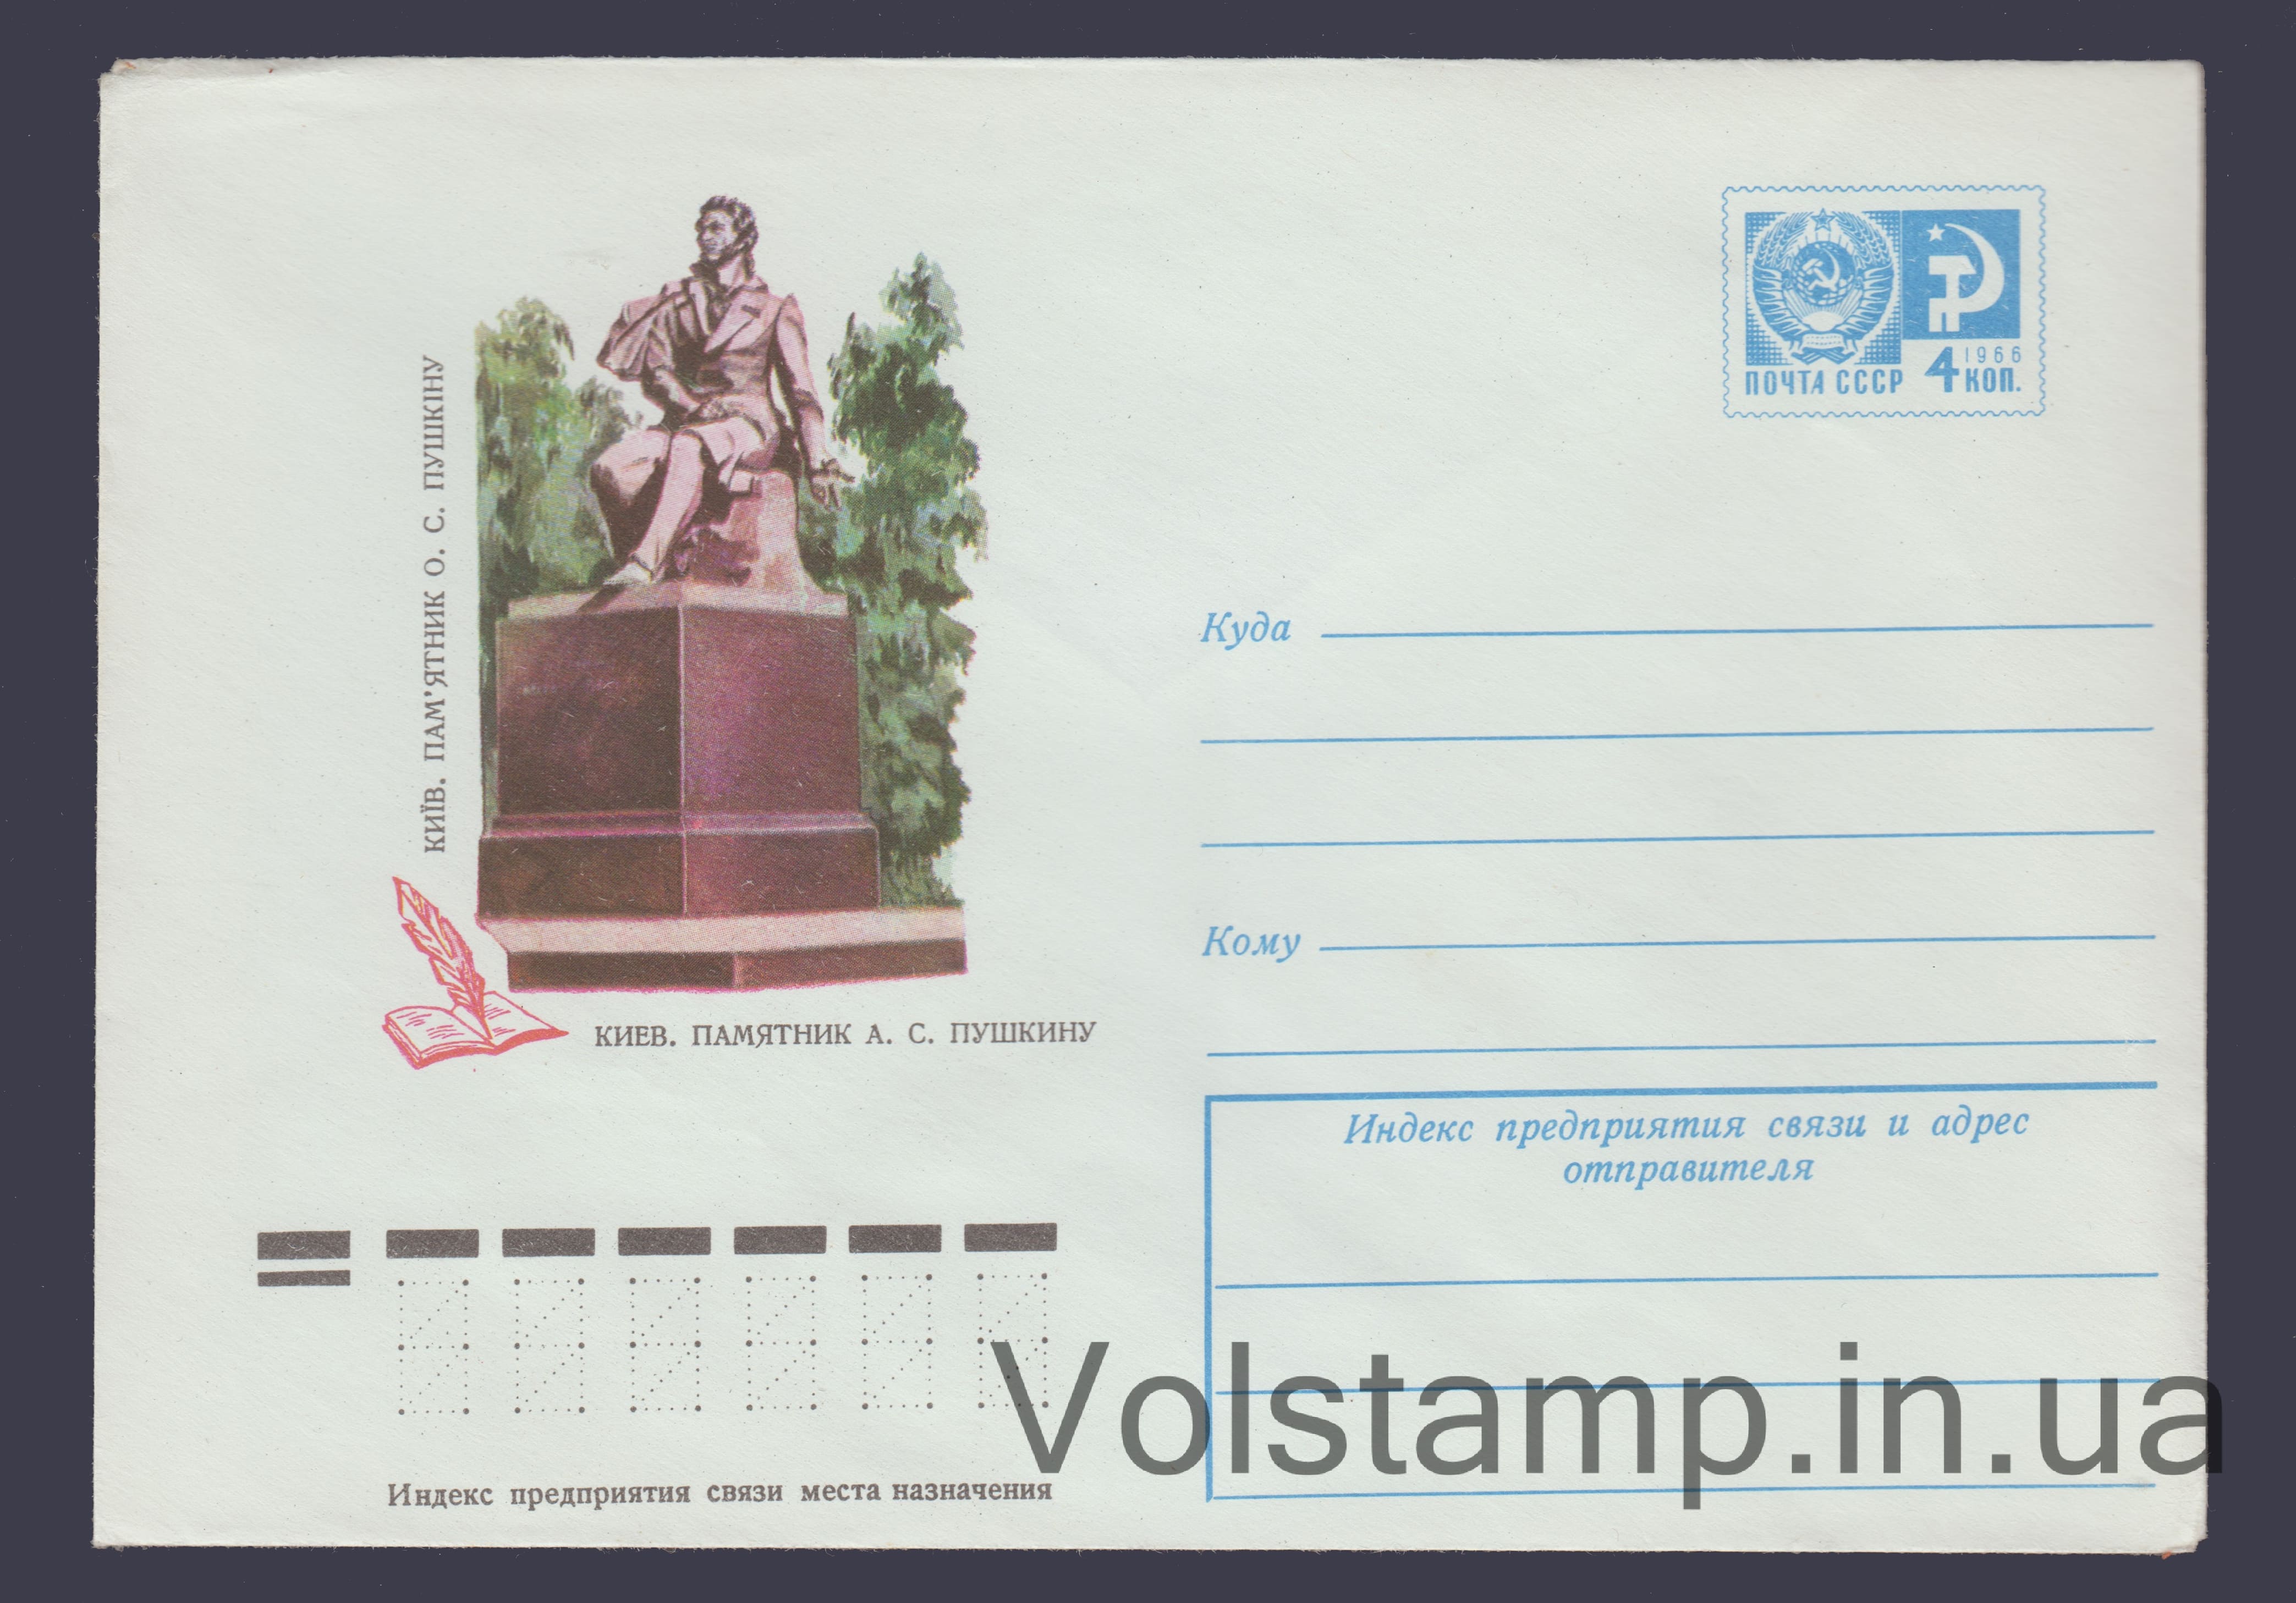 КИЇВ. ПАМ'ЯТНИК О. С. ПУШКІНУ
КИЕВ. ПАМЯТНИК А. С. ПУШКИНУ
1966
ПОЧТА СССР 4 КОП.
Куда
Кому
Индекс предприятия связи и адрес
отправителя
Индекс предприятия связи места назначения
Volstamp.in.ua